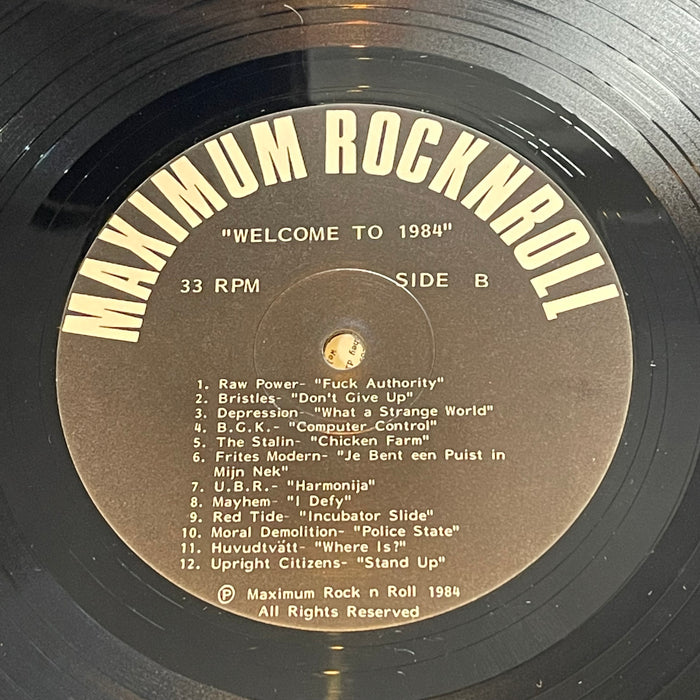 MAXIMUM ROCKNROLL
"WELCOME TO 1984"
33 RPM SIDE B
1. Raw Power- "Fuck Authority"
2. Bristles- "Don't Give Up"
3. Depression- "What a Strange World"
4. B.G.K.- "Computer Control"
5. The Stalin- "Chicken Farm"
6. Frites Modern- "Je Bent een Puist in
Mijn Nek"
7. U.B.R.- "Harmonija"
8. Mayhem- "I Defy"
9. Red Tide- "Incubator Slide"
10. Moral Demolition- "Police State"
11. Huvudtvätt- "Where Is?"
12. Upright Citizens- "Stand Up"
Ⓟ Maximum Rock n Roll 1984
All Rights Reserved